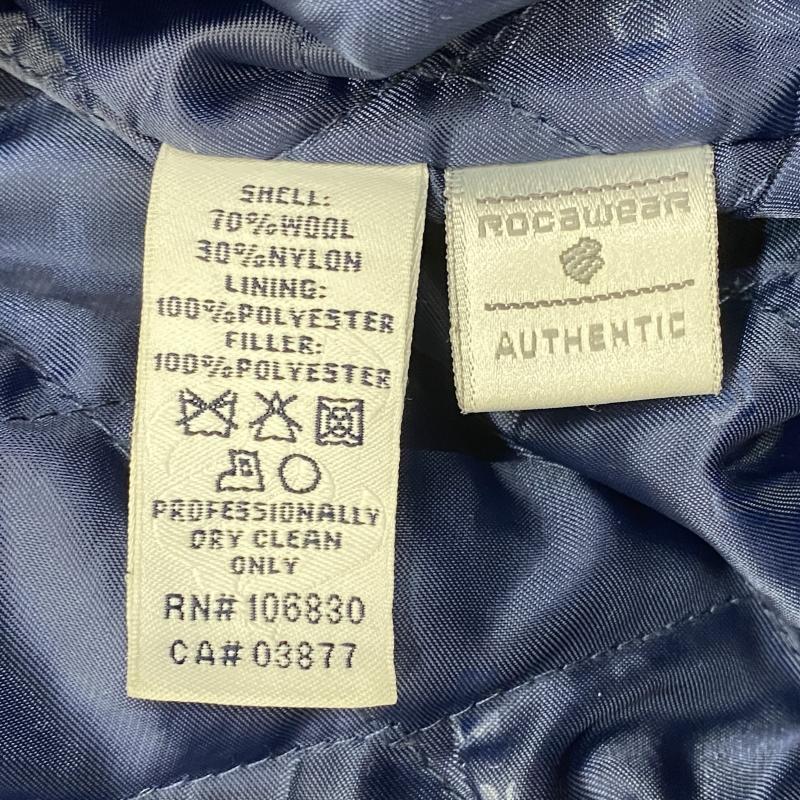 SHELL:
70%WOOL
30%NYLON
LINING:
100%POLYESTER
FILLER:
100%POLYESTER
PROFESSIONALLY
DRY CLEAN
ONLY
RN# 106830
CA# 03877
ROCAWEAR
AUTHENTIC